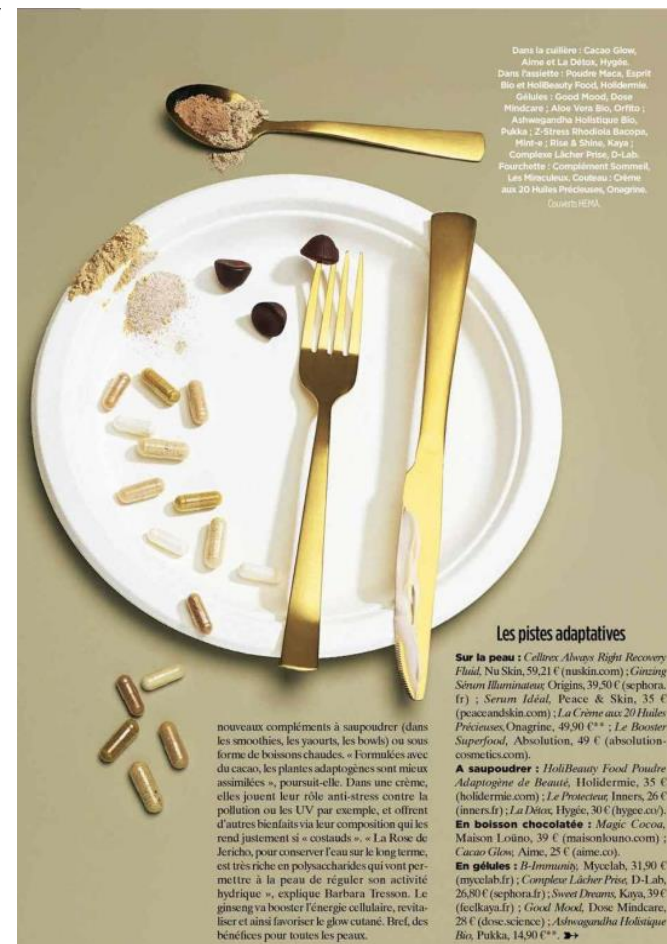 Dans la cuillère : Cacao Glow,
Aime et La Détox, Hygée.
Dans l'assiette : Poudre Maca, Esprit
Bio et HoliBeauty Food, Holidermie.
Gélules : Good Mood, Dose
Mindcare ; Aloe Vera Bio, Orfito ;
Ashwegandha Holistique Bio,
Pukka ; Z-Stress Rhodiola Bacopa,
Mint-e ; Rise & Shine, Kaya ;
Complexe Lâcher Prise, D-Lab.
Fourchette : Complément Sommeil,
Les Miraculeux. Couteau : Crème
aux 20 Huiles Précieuses, Onagrine.
Couverts HEMA.
nouveaux compléments à saupoudrer (dans
les smoothies, les yaourts, les bowls) ou sous
forme de boissons chaudes. « Formulées avec
du cacao, les plantes adaptogènes sont mieux
assimilées », poursuit-elle. Dans une crème,
elles jouent leur rôle anti-stress contre la
pollution ou les UV par exemple, et offrent
d'autres bienfaits via leur composition qui les
rend justement si « costauds ». « La Rose de
Jericho, pour conserver l'eau sur le long terme,
est très riche en polysaccharides qui vont per-
mettre à la peau de réguler son activité
hydrique », explique Barbara Tresson. Le
ginseng va booster l'énergie cellulaire, revita-
liser et ainsi favoriser le glow cutané. Bref, des
bénéfices pour toutes les peaux.
Les pistes adaptatives
Sur la peau : Celltrex Always Right Recovery
Fluid, Nu Skin, 59,21 € (nuskin.com) ; Ginzing
Sérum Illuminateur, Origins, 39,50 € (sephora.
fr) ; Serum Idéal, Peace & Skin, 35 €
(peaceandskin.com) ; La Crème aux 20 Huiles
Précieuses, Onagrine, 49,90 €** ; Le Booster
Superfood, Absolution, 49 € (absolution-
cosmetics.com).
A saupoudrer : HoliBeauty Food Poudre
Adaptogène de Beauté, Holidermie, 35 €
(holidermie.com) ; Le Protecteur, Inners, 26 €
(inners.fr) ; La Détox, Hygée, 30 € (hygee.co/).
En boisson chocolatée : Magic Cocoa,
Maison Loüno, 39 € (maisonlouno.com) ;
Cacao Glow, Aime, 25 € (aime.co).
En gélules : B-Immunity, Mycelab, 31,90 €
(mycelab.fr) ; Complexe Lâcher Prise, D-Lab,
26,80 € (sephora.fr) ; Sweet Dreams, Kaya, 39 €
(feelkaya.fr) ; Good Mood, Dose Mindcare,
28 € (dose.science) ; Ashwagandha Holistique
Bio, Pukka, 14,90 €**.